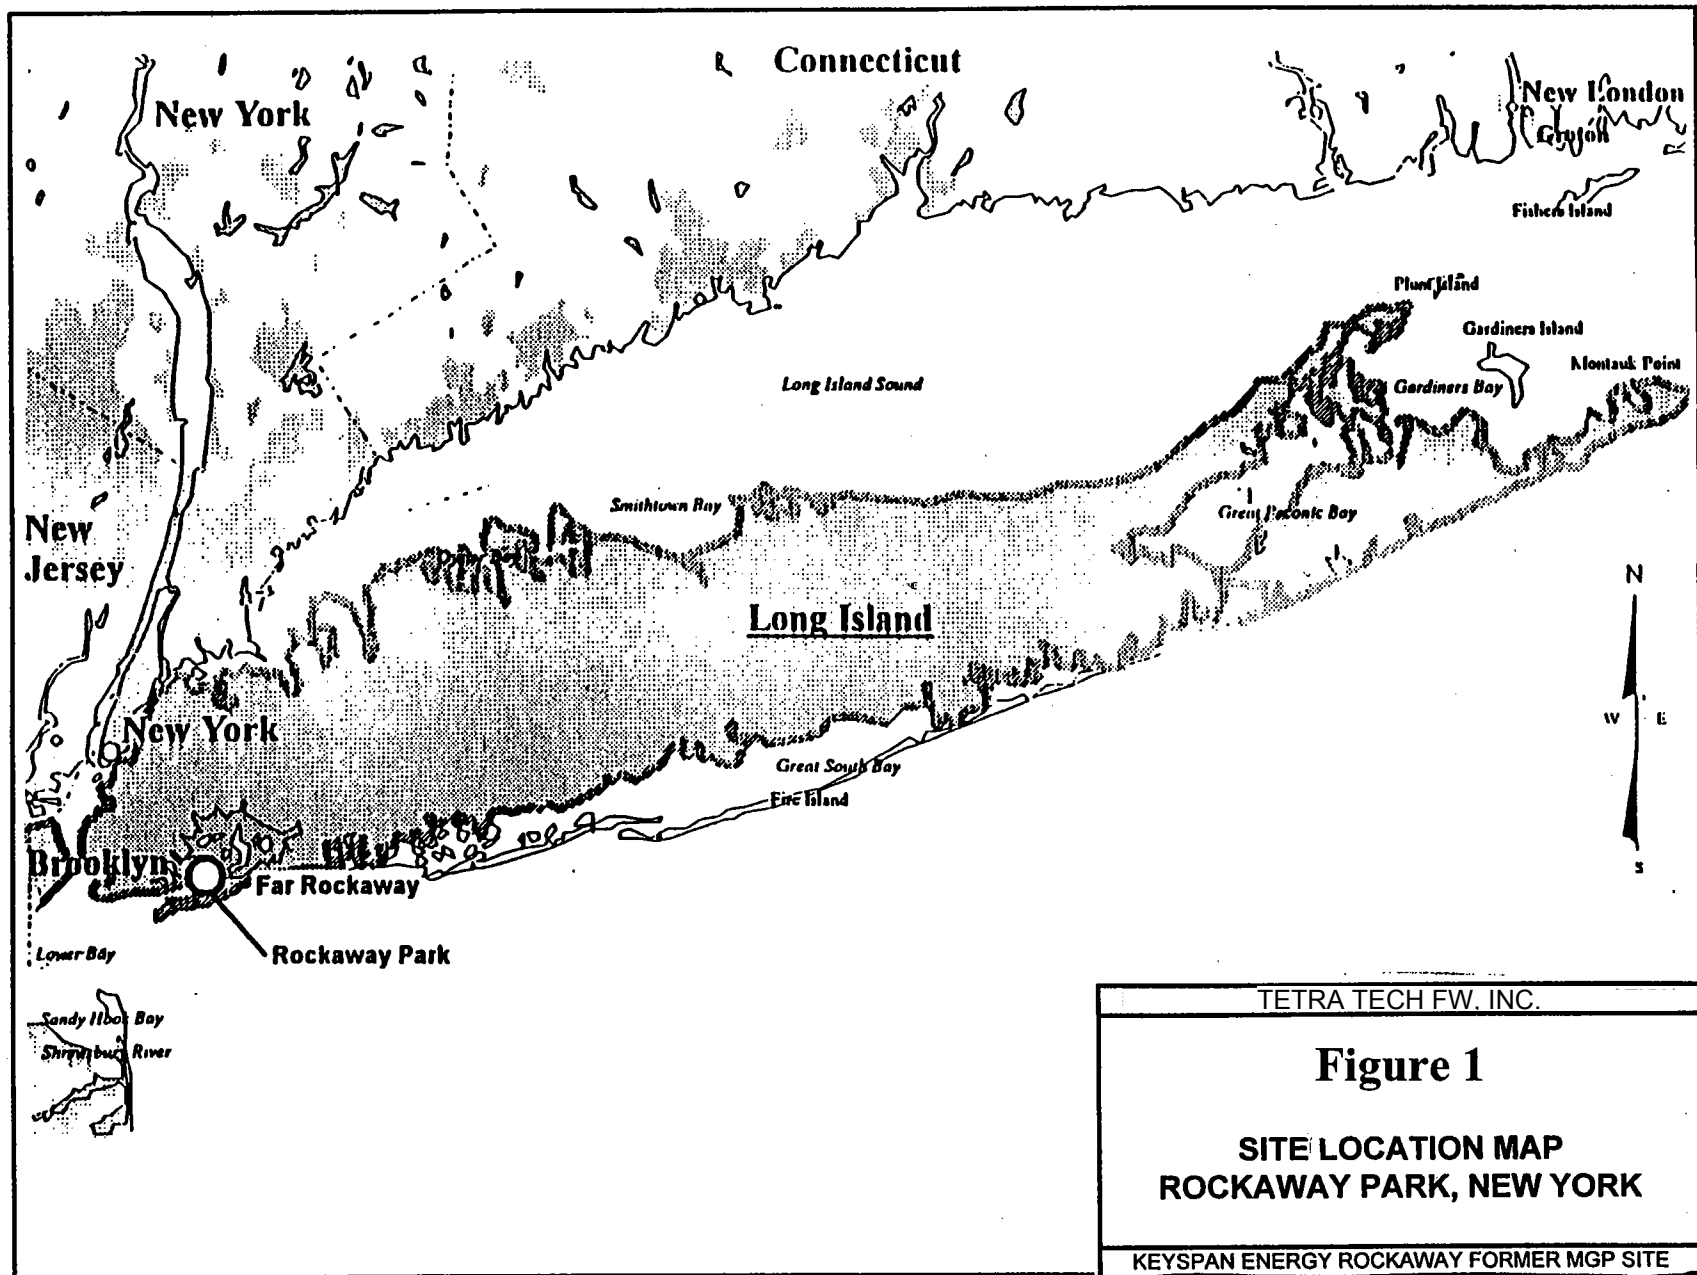 Connecticut
New York
New London
Groton
Fishers Island
Plum Island
Gardiners Island
Montauk Point
Long Island Sound
Gardiners Bay
Smithtown Bay
Great Peconic Bay
New
Jersey
N
Long Island
W E
New York
Great South Bay
Fire Island
Brooklyn
S
Far Rockaway
Lower Bay
Rockaway Park
TETRA TECH FW, INC.
Sandy Hook Bay
Shrewsbury River
Figure 1
SITE LOCATION MAP
ROCKAWAY PARK, NEW YORK
KEYSPAN ENERGY ROCKAWAY FORMER MGP SITE